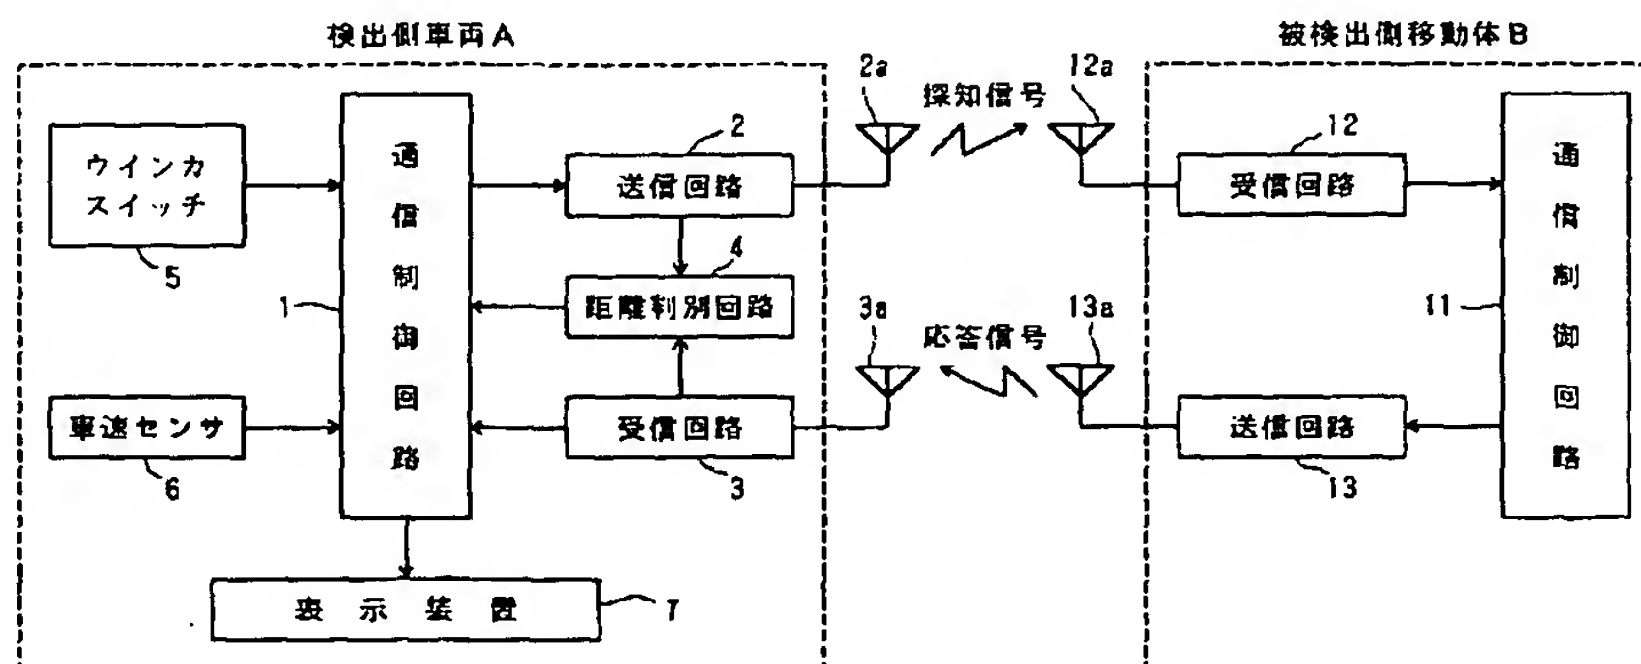 検出側車両A
被検出側移動体B
2a
探知信号
12a
ウインカ
スイッチ
5
通信制御回路
1
2
送信回路
4
距離判別回路
車速センサ
6
受信回路
3
3a
応答信号
13a
12
受信回路
通信制御回路
11
送信回路
13
表示装置
7